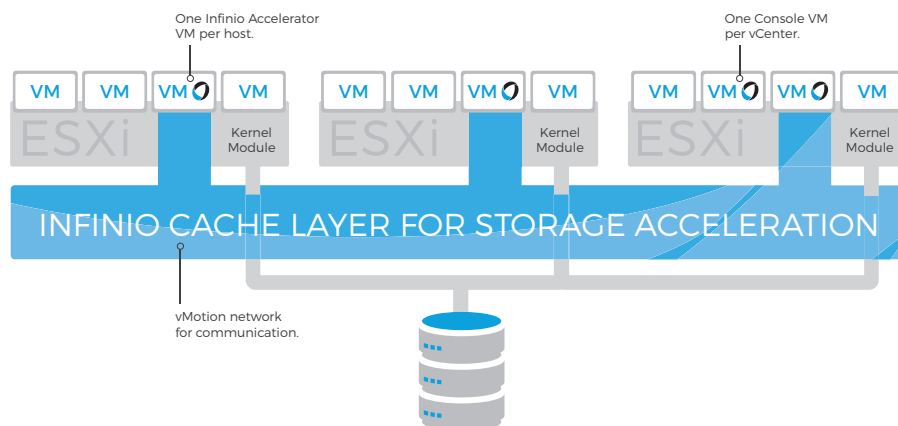 One Infinio Accelerator
VM per host.
One Console VM
per vCenter.
VM VM VM VM
VM VM VM VM
VM VM VM VM
ESXi
Kernel
Module
ESXi
Kernel
Module
ESXi
Kernel
Module
INFINIO CACHE LAYER FOR STORAGE ACCELERATION
vMotion network
for communication.